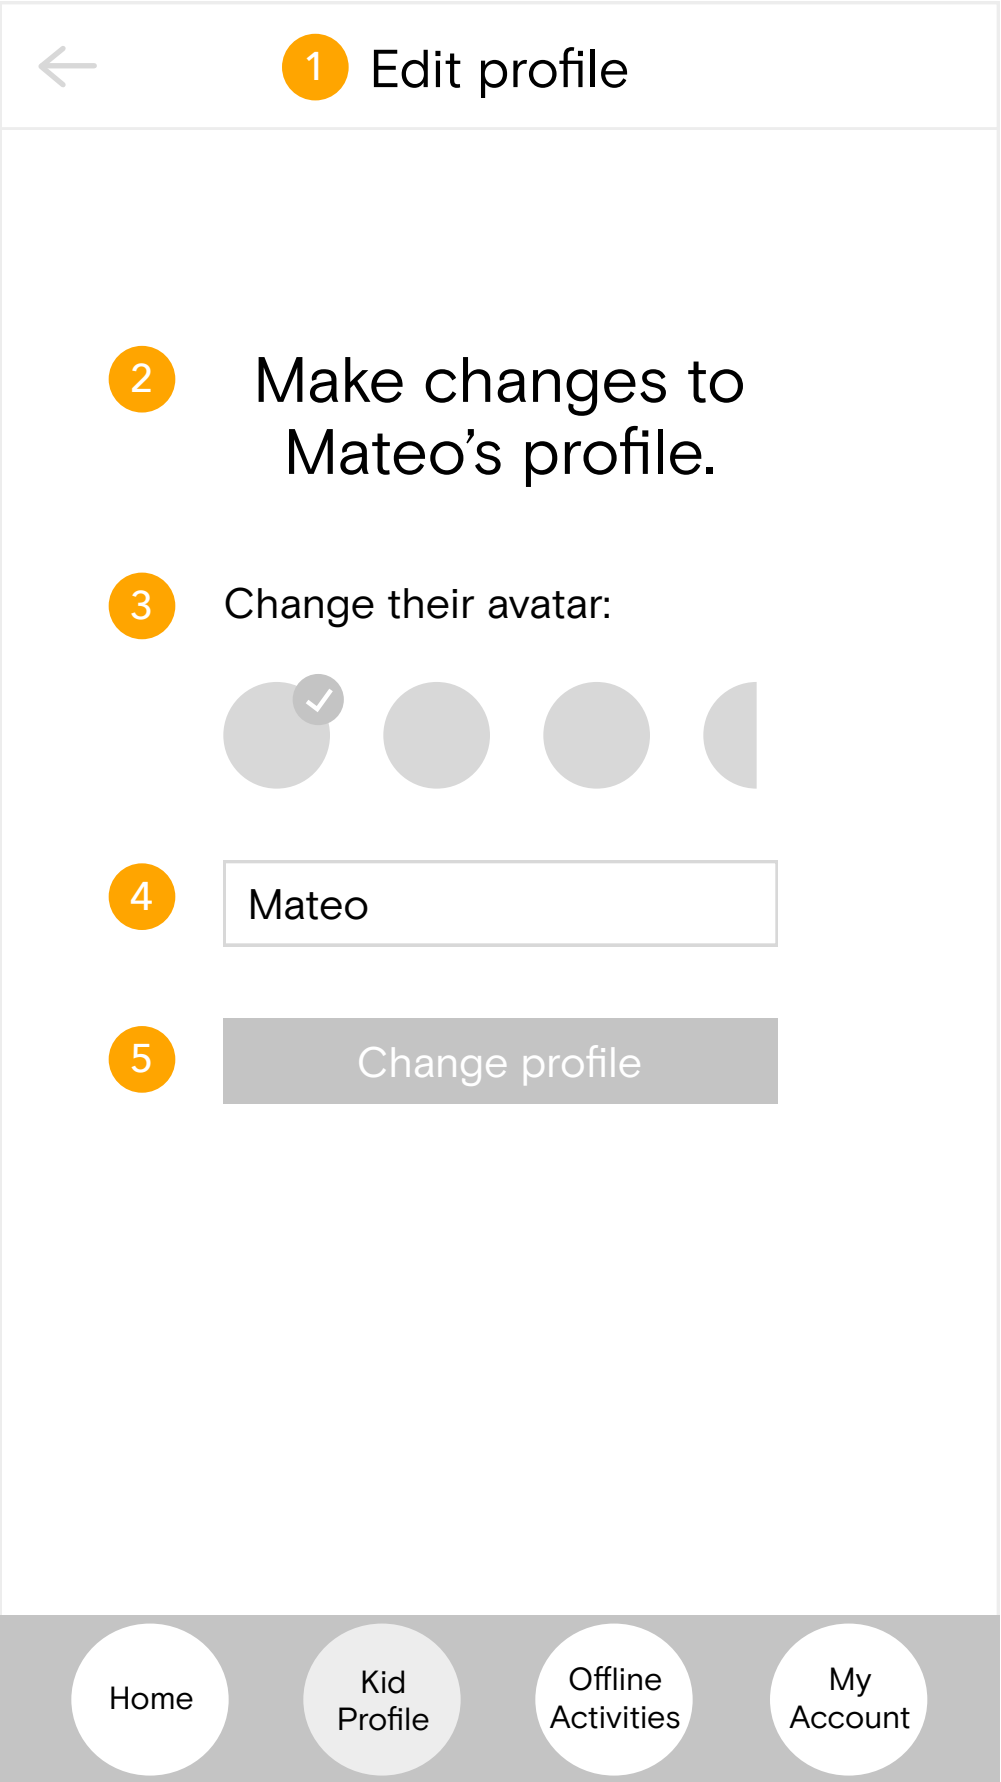 1 Edit profile
2 Make changes to
Mateo’s profile.
3 Change their avatar:
4 Mateo
5 Change profile
Home
Kid
Profile
Offline
Activities
My
Account